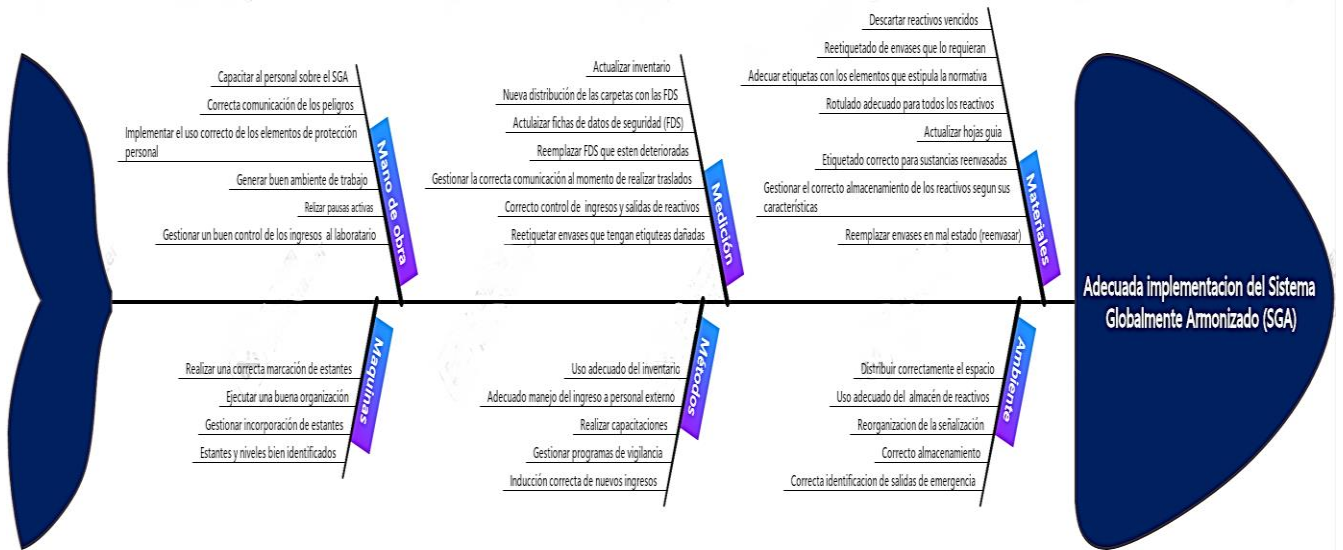 Capacitar al personal sobre el SGA
Correcta comunicación de los peligros
Implementar el uso correcto de los elementos de protección
personal
Generar buen ambiente de trabajo
Relizar pausas activas
Gestionar un buen control de los ingresos al laboratario
Mano de obra
Actualizar inventario
Nueva distribución de las carpetas con las FDS
Actulaizar fichas de datos de seguridad (FDS)
Reemplazar FDS que esten deterioradas
Gestionar la correcta comunicación al momento de realizar traslados
Correcto control de ingresos y salidas de reactivos
Reetiquetar envases que tengan etiquteas dañadas
Medición
Descartar reactivos vencidos
Reetiquetado de envases que lo requieran
Adecuar etiquetas con los elementos que estipula la normativa
Rotulado adecuado para todos los reactivos
Actualizar hojas guia
Etiquetado correcto para sustancias reenvasadas
Gestionar el correcto almacenamiento de los reactivos segun sus
características
Reemplazar envases en mal estado (reenvasar)
Materiales
Adecuada implementacion del Sistema
Globalmente Armonizado (SGA)
Realizar una correcta marcación de estantes
Ejecutar una buena organización
Gestionar incorporación de estantes
Estantes y niveles bien identificados
Maquinas
Uso adecuado del inventario
Adecuado manejo del ingreso a personal externo
Realizar capacitaciones
Gestionar programas de vigilancia
Inducción correcta de nuevos ingresos
Métodos
Distribuir correctamente el espacio
Uso adecuado del almacén de reactivos
Reorganizacion de la señalización
Correcto almacenamiento
Correcta identificacion de salidas de emergencia
Ambiente